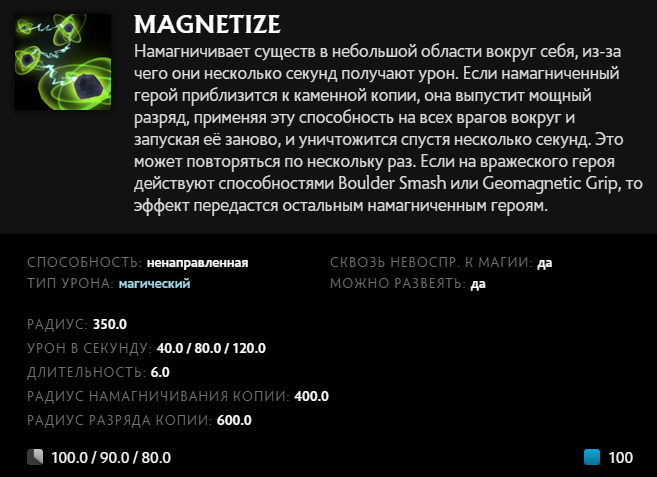 MAGNETIZE
Намагничивает существ в небольшой области вокруг себя, из-за
чего они несколько секунд получают урон. Если намагниченный
герой приблизится к каменной копии, она выпустит мощный
разряд, применяя эту способность на всех врагов вокруг и
запуская её заново, и уничтожится спустя несколько секунд. Это
может повторяться по нескольку раз. Если на вражеского героя
действуют способностями Boulder Smash или Geomagnetic Grip, то
эффект передастся остальным намагниченным героям.
СПОСОБНОСТЬ: ненаправленная
СКВОЗЬ НЕВОСПР. К МАГИИ: да
ТИП УРОНА: магический
МОЖНО РАЗВЕЯТЬ: да
РАДИУС: 350.0
УРОН В СЕКУНДУ: 40.0 / 80.0 / 120.0
ДЛИТЕЛЬНОСТЬ: 6.0
РАДИУС НАМАГНИЧИВАНИЯ КОПИИ: 400.0
РАДИУС РАЗРЯДА КОПИИ: 600.0
100.0 / 90.0 / 80.0
100